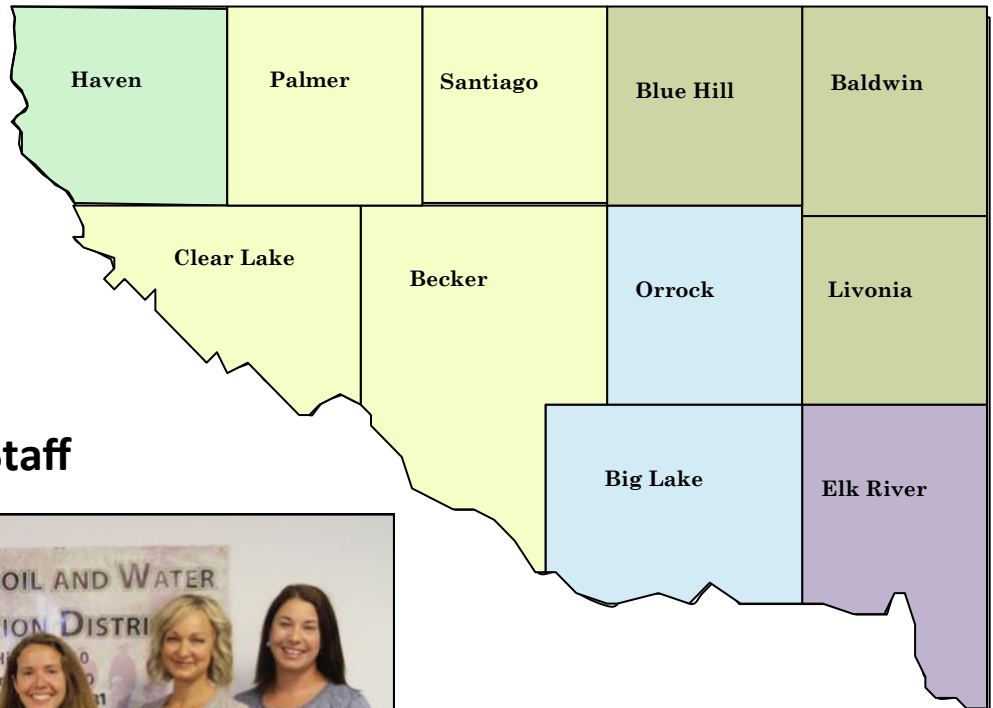 Haven
Palmer
Santiago
Blue Hill
Baldwin
Clear Lake
Becker
Orrock
Livonia
Big Lake
Elk River
taff
OIL AND WATER
ION DISTRI